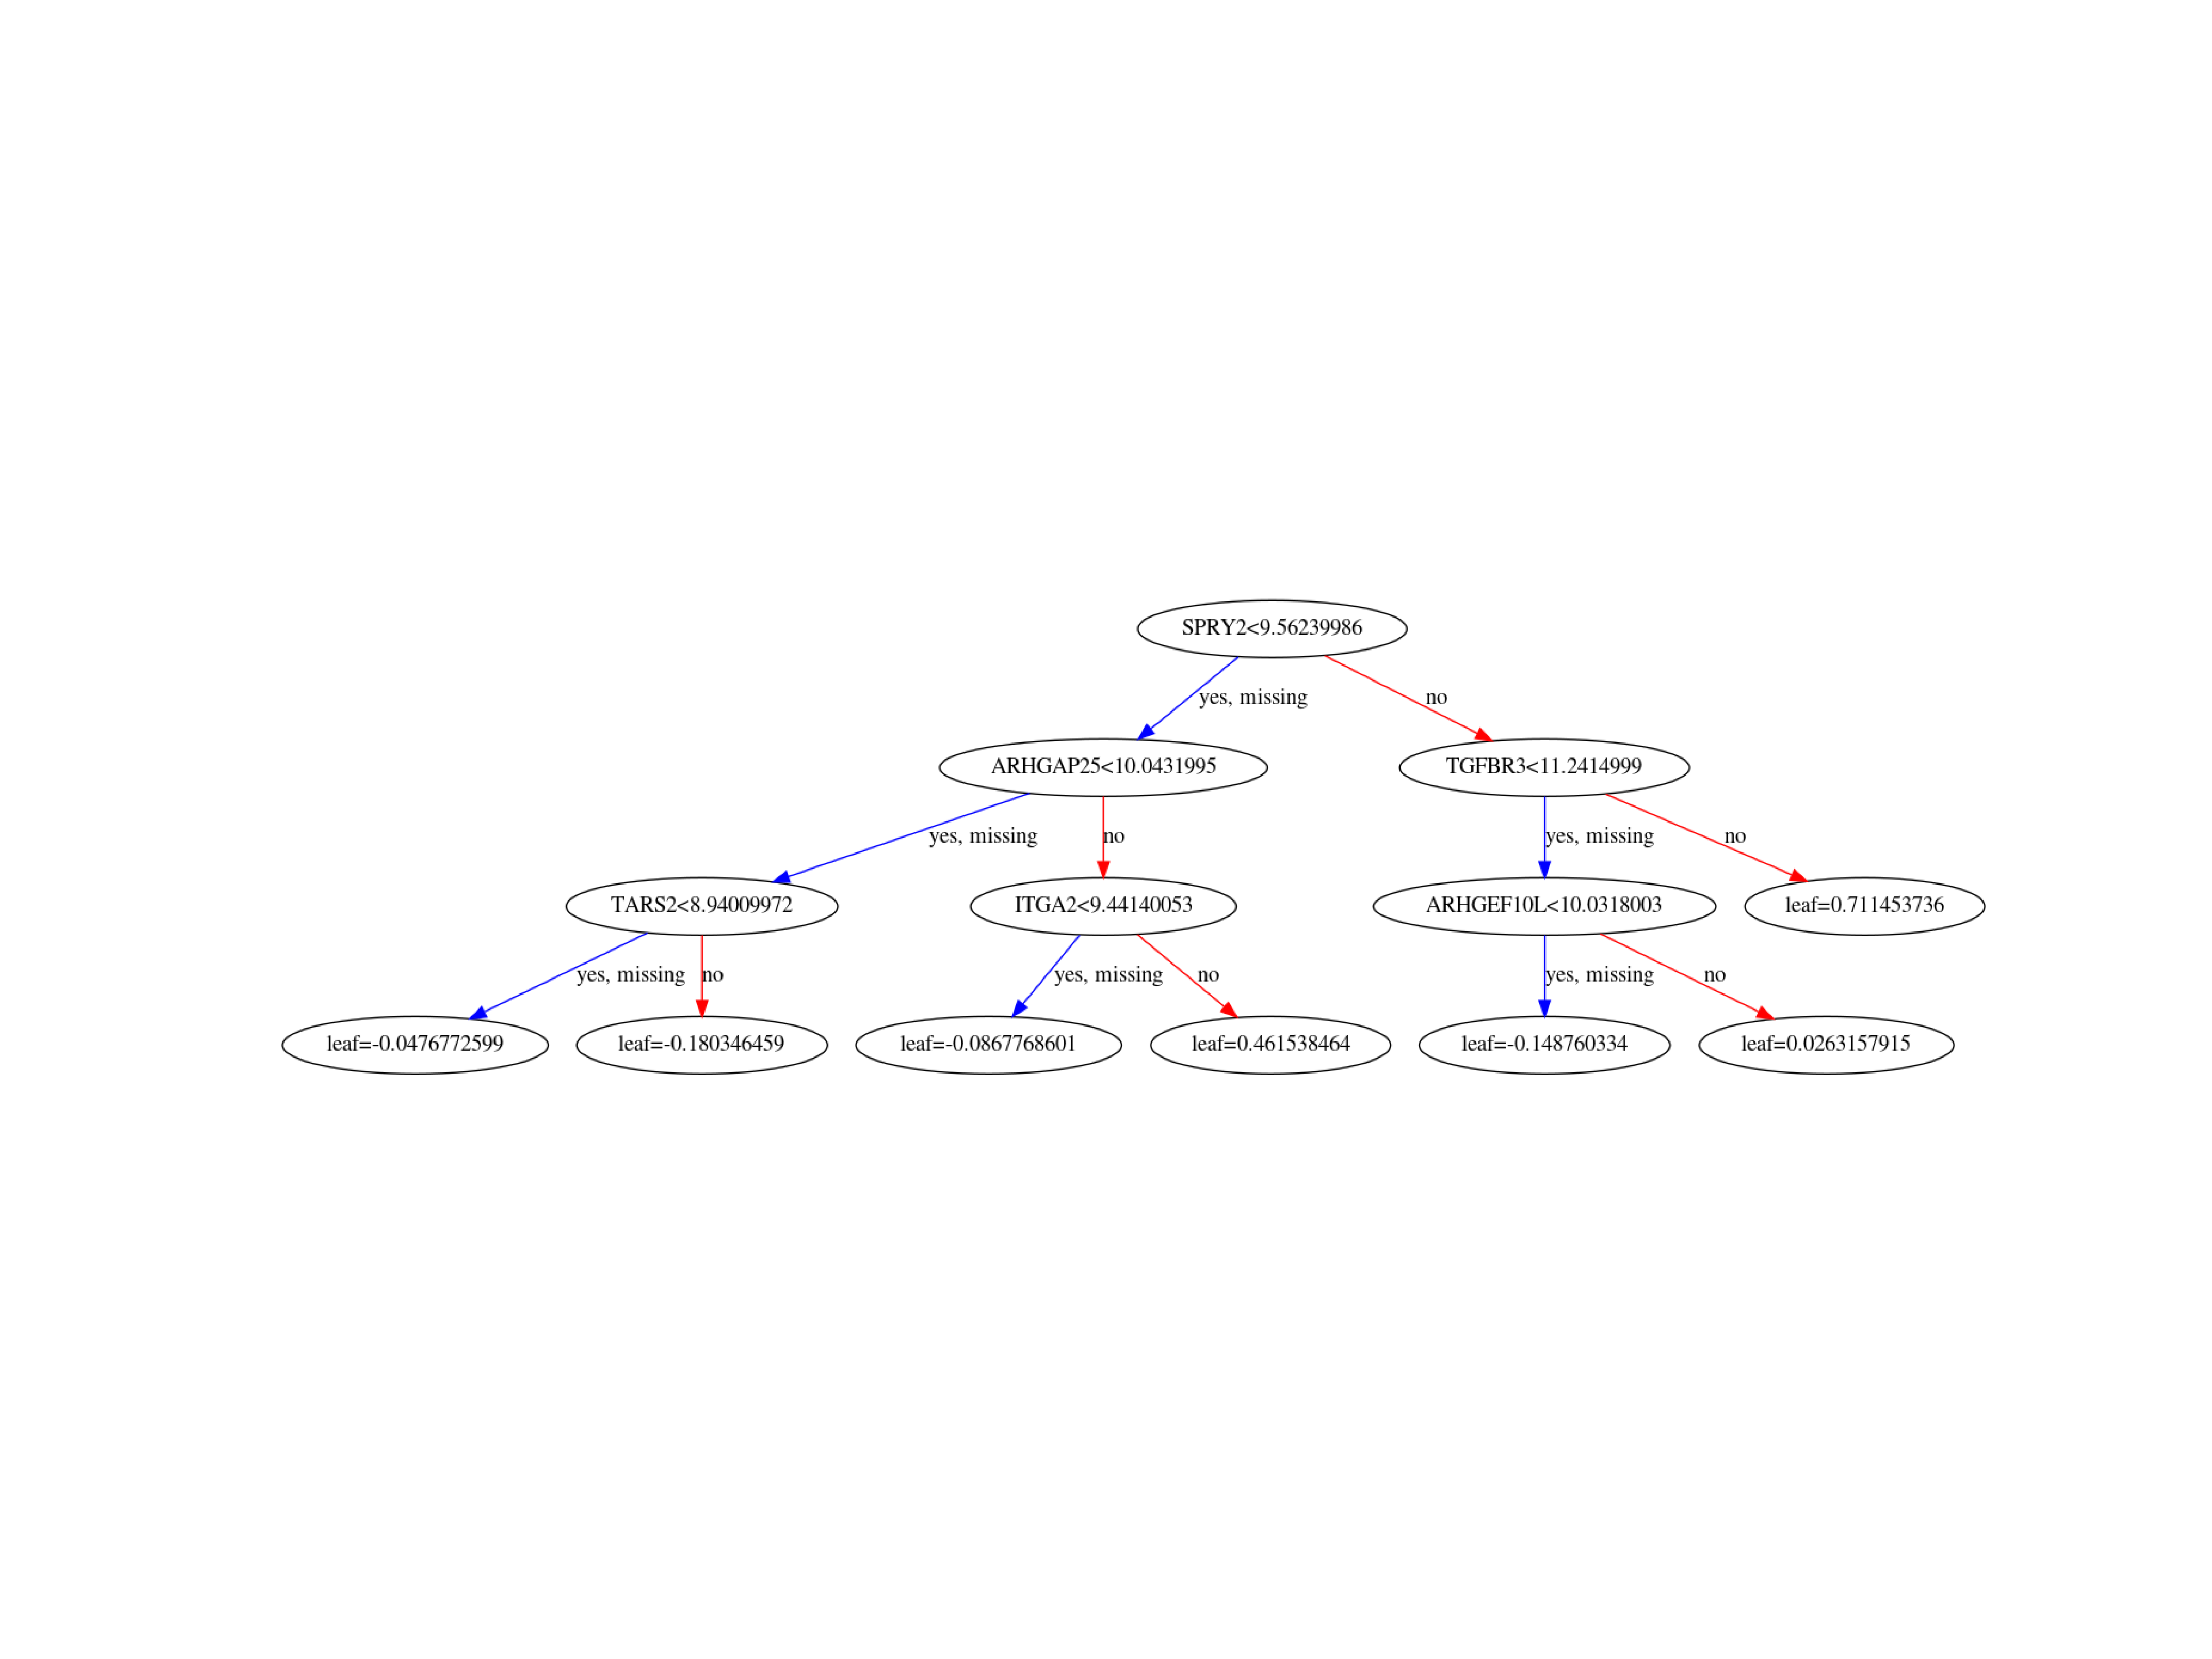 SPRY2<9.56239986
yes, missing
no
ARHGAP25<10.0431995
TGFBR3<11.2414999
yes, missing
no
yes, missing
no
TARS2<8.94009972
ITGA2<9.44140053
ARHGEF10L<10.0318003
leaf=0.711453736
yes, missing
no
yes, missing
no
yes, missing
no
leaf=-0.0476772599
leaf=-0.180346459
leaf=-0.0867768601
leaf=0.461538464
leaf=-0.148760334
leaf=0.0263157915